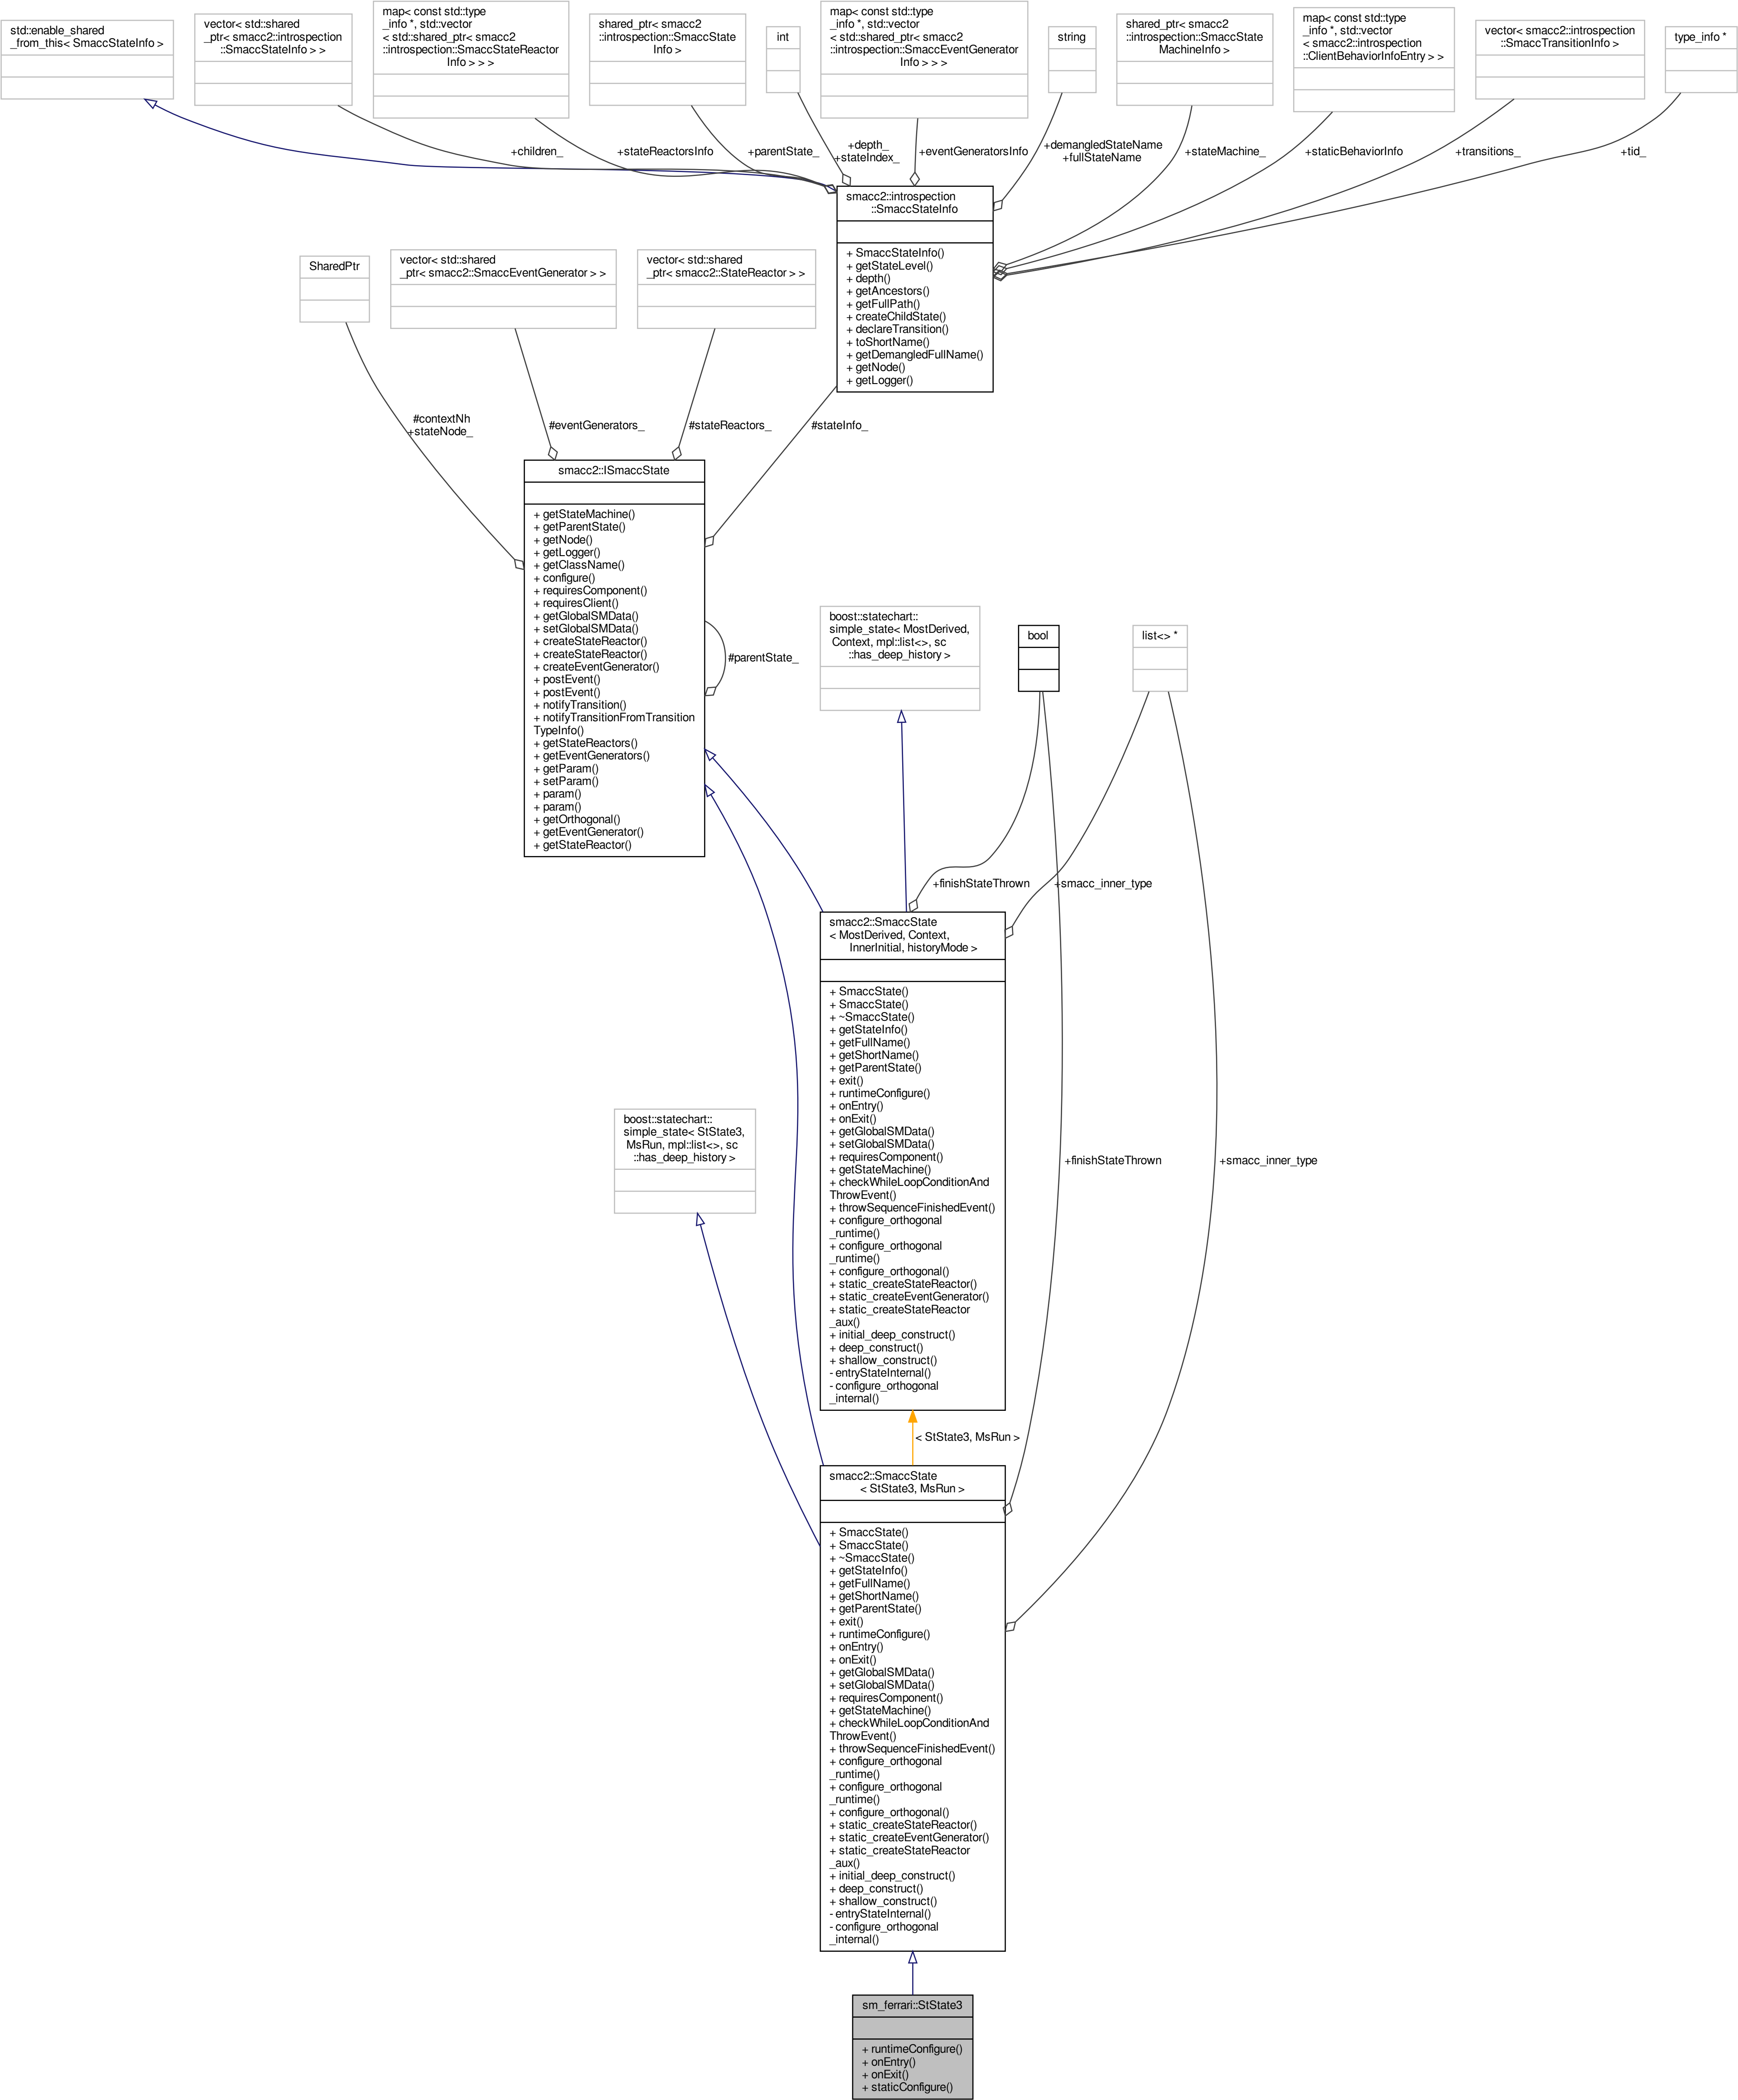 std::enable_shared
_from_this< SmaccStateInfo >
vector< std::shared
_ptr< smacc2::introspection
::SmaccStateInfo > >
map< const std::type
_info *, std::vector
< std::shared_ptr< smacc2
::introspection::SmaccStateReactor
Info > > >
shared_ptr< smacc2
::introspection::SmaccState
Info >
int
map< const std::type
_info *, std::vector
< std::shared_ptr< smacc2
::introspection::SmaccEventGenerator
Info > > >
string
shared_ptr< smacc2
::introspection::SmaccState
MachineInfo >
map< const std::type
_info *, std::vector
< smacc2::introspection
::ClientBehaviorInfoEntry > >
vector< smacc2::introspection
::SmaccTransitionInfo >
type_info *
+children_
+stateReactorsInfo
+parentState_
+depth_
+stateIndex_
+eventGeneratorsInfo
+demangledStateName
+fullStateName
+stateMachine_
+staticBehaviorInfo
+transitions_
+tid_
smacc2::introspection
::SmaccStateInfo
+ SmaccStateInfo()
+ getStateLevel()
+ depth()
+ getAncestors()
+ getFullPath()
+ createChildState()
+ declareTransition()
+ toShortName()
+ getDemangledFullName()
+ getNode()
+ getLogger()
SharedPtr
vector< std::shared
_ptr< smacc2::SmaccEventGenerator > >
vector< std::shared
_ptr< smacc2::StateReactor > >
#contextNh
+stateNode_
#eventGenerators_
#stateReactors_
#stateInfo_
smacc2::ISmaccState
+ getStateMachine()
+ getParentState()
+ getNode()
+ getLogger()
+ getClassName()
+ configure()
+ requiresComponent()
+ requiresClient()
+ getGlobalSMData()
+ setGlobalSMData()
+ createStateReactor()
+ createStateReactor()
+ createEventGenerator()
+ postEvent()
+ postEvent()
+ notifyTransition()
+ notifyTransitionFromTransition
TypeInfo()
+ getStateReactors()
+ getEventGenerators()
+ getParam()
+ setParam()
+ param()
+ param()
+ getOrthogonal()
+ getEventGenerator()
+ getStateReactor()
#parentState_
boost::statechart::
simple_state< MostDerived,
Context, mpl::list<>, sc
::has_deep_history >
bool
list<> *
+finishStateThrown
+smacc_inner_type
smacc2::SmaccState
< MostDerived, Context,
InnerInitial, historyMode >
+ SmaccState()
+ SmaccState()
+ ~SmaccState()
+ getStateInfo()
+ getFullName()
+ getShortName()
+ getParentState()
+ exit()
+ runtimeConfigure()
+ onEntry()
+ onExit()
+ getGlobalSMData()
+ setGlobalSMData()
+ requiresComponent()
+ getStateMachine()
+ checkWhileLoopConditionAnd
ThrowEvent()
+ throwSequenceFinishedEvent()
+ configure_orthogonal
_runtime()
+ configure_orthogonal
_runtime()
+ configure_orthogonal()
+ static_createStateReactor()
+ static_createEventGenerator()
+ static_createStateReactor
_aux()
+ initial_deep_construct()
+ deep_construct()
+ shallow_construct()
- entryStateInternal()
- configure_orthogonal
_internal()
boost::statechart::
simple_state< StState3,
MsRun, mpl::list<>, sc
::has_deep_history >
+finishStateThrown
+smacc_inner_type
< StState3, MsRun >
smacc2::SmaccState
< StState3, MsRun >
+ SmaccState()
+ SmaccState()
+ ~SmaccState()
+ getStateInfo()
+ getFullName()
+ getShortName()
+ getParentState()
+ exit()
+ runtimeConfigure()
+ onEntry()
+ onExit()
+ getGlobalSMData()
+ setGlobalSMData()
+ requiresComponent()
+ getStateMachine()
+ checkWhileLoopConditionAnd
ThrowEvent()
+ throwSequenceFinishedEvent()
+ configure_orthogonal
_runtime()
+ configure_orthogonal
_runtime()
+ configure_orthogonal()
+ static_createStateReactor()
+ static_createEventGenerator()
+ static_createStateReactor
_aux()
+ initial_deep_construct()
+ deep_construct()
+ shallow_construct()
- entryStateInternal()
- configure_orthogonal
_internal()
sm_ferrari::StState3
+ runtimeConfigure()
+ onEntry()
+ onExit()
+ staticConfigure()